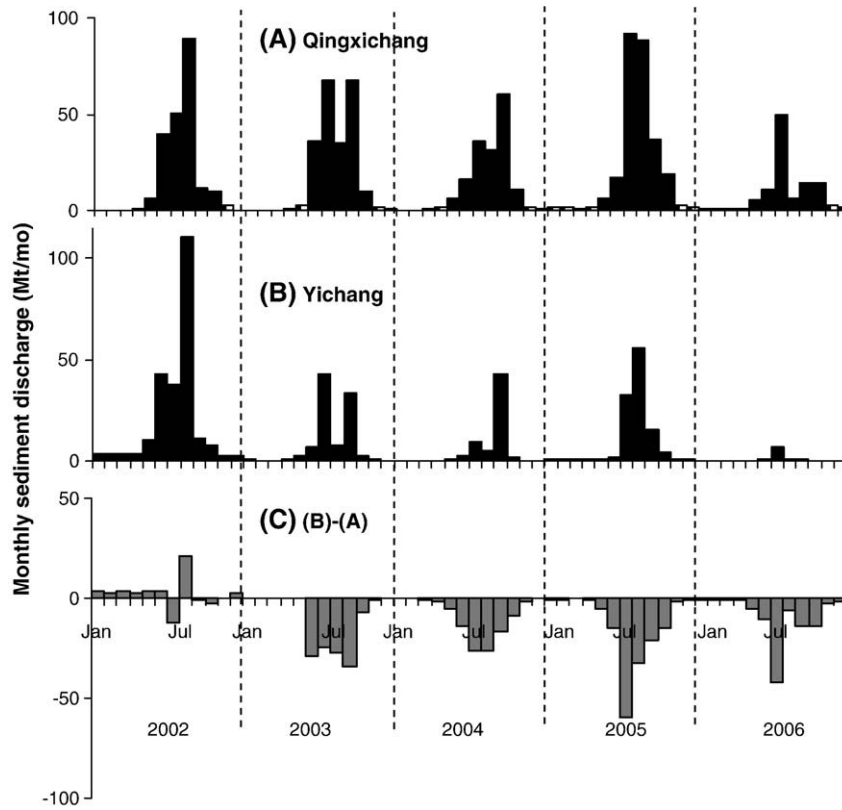 100
(A) Qingxichang
50
0
Monthly sediment discharge (Mt/mo)
100
(B) Yichang
50
0
50
(C) (B)-(A)
0
Jan Jul Jan Jul Jan Jul Jan Jul Jan Jul
-50
2002 2003 2004 2005 2006
-100